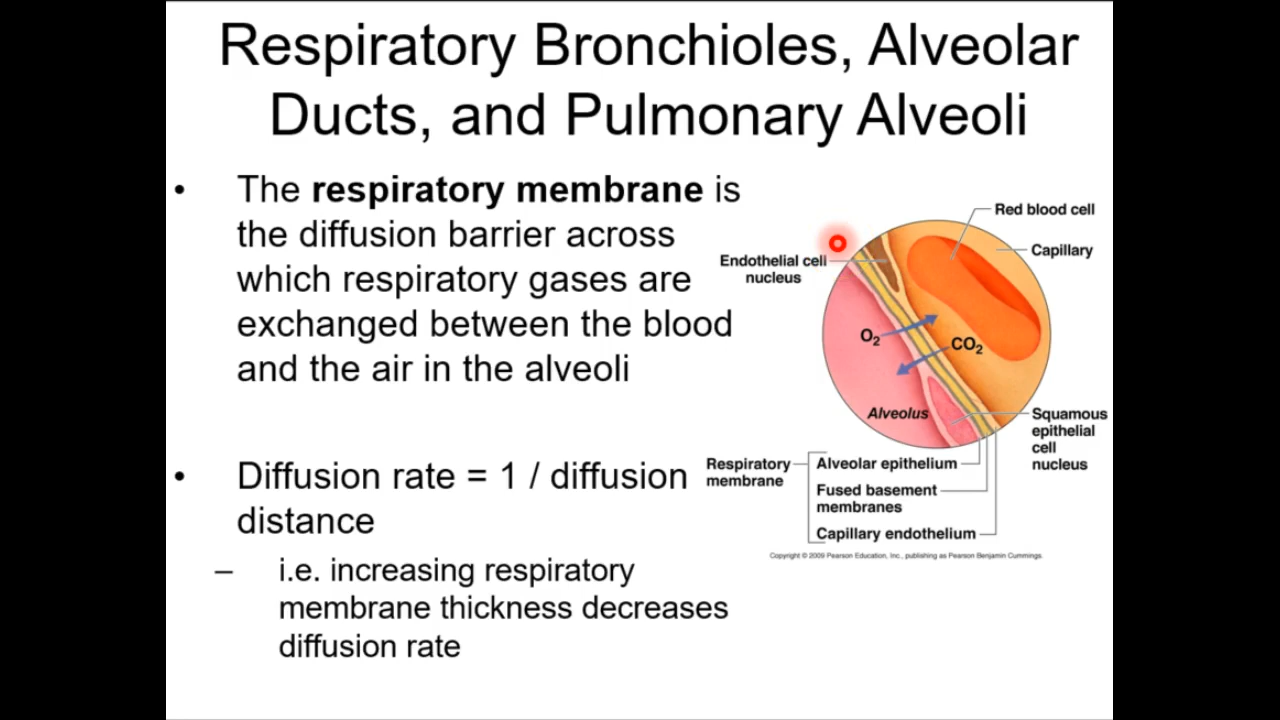 Respiratory Bronchioles, Alveolar
Ducts, and Pulmonary Alveoli
• The respiratory membrane is
the diffusion barrier across
which respiratory gases are
exchanged between the blood
and the air in the alveoli
• Diffusion rate = 1 / diffusion
distance
– i.e. increasing respiratory
membrane thickness decreases
diffusion rate
Red blood cell
Capillary
Endothelial cell
nucleus
O₂
CO₂
Alveolus
Squamous
epithelial
cell
nucleus
Respiratory
membrane
Alveolar epithelium
Fused basement
membranes
Capillary endothelium
Copyright © 2009 Pearson Education, Inc., publishing as Pearson Benjamin Cummings.